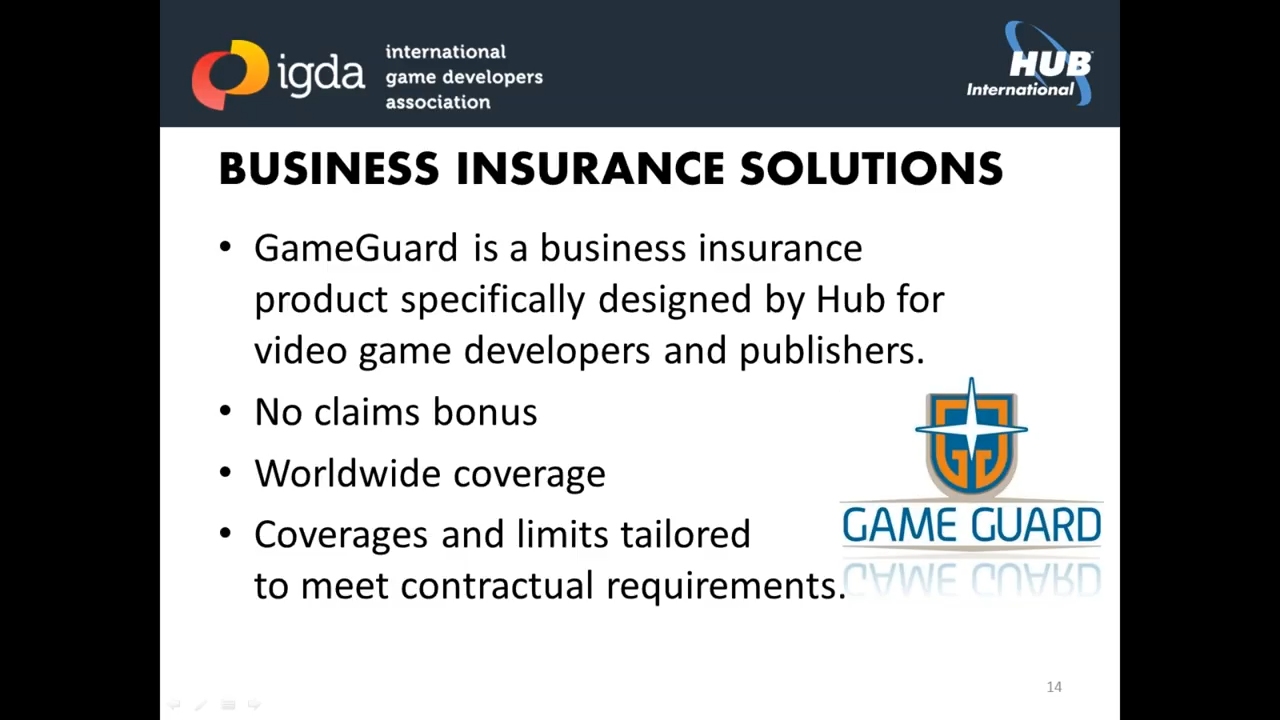 igda
international
game developers
association
HUB
International
BUSINESS INSURANCE SOLUTIONS
• GameGuard is a business insurance
product specifically designed by Hub for
video game developers and publishers.
• No claims bonus
• Worldwide coverage
• Coverages and limits tailored
to meet contractual requirements.
GG
GAME GUARD
14